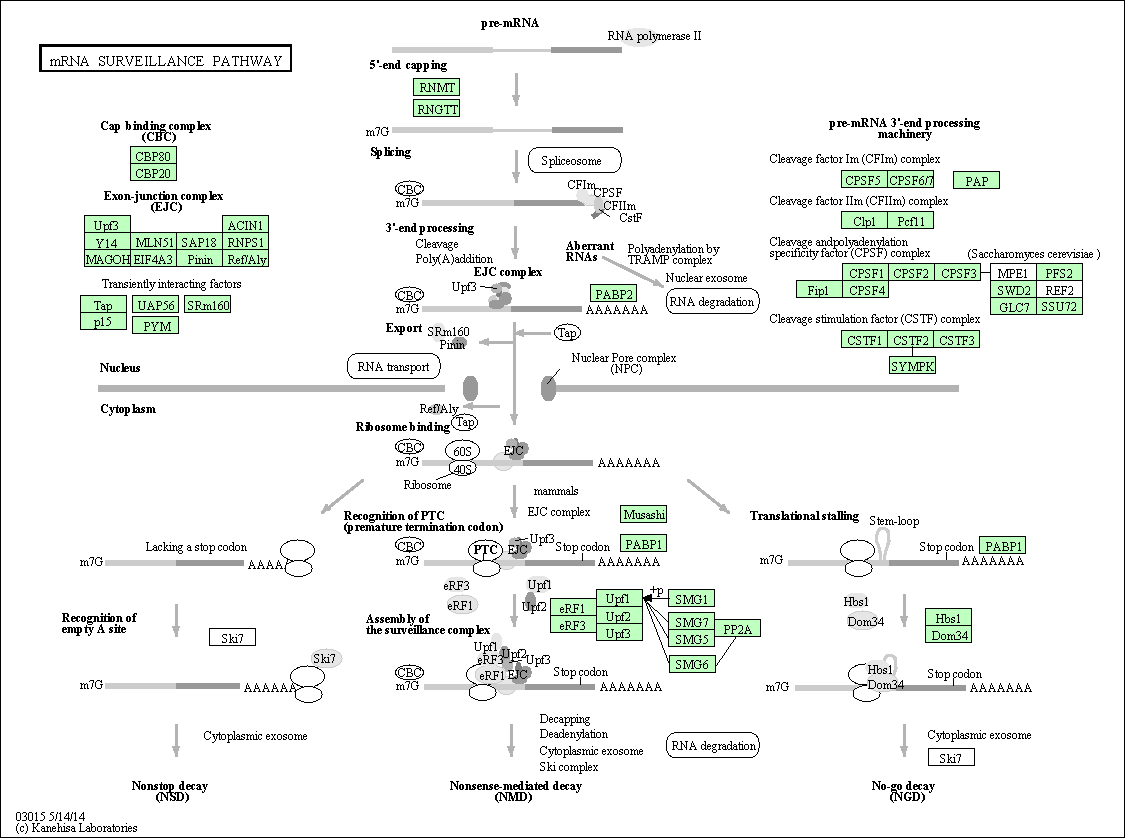 mRNA SURVEILLANCE PATHWAY
pre-mRNA
RNA polymerase II
5'-end capping
RNMT
RNGTT
m7G
Splicing
Spliceosome
CBC
m7G
CFIm
CPSF
CFIIm
CstF
3'-end processing
Cleavage
Poly(A)addition
Aberrant
RNAs
Polyadenylation by
TRAMP complex
Nuclear exosome
RNA degradation
EJC complex
Upf3
CBC
m7G
PABP2
AAAAAAA
Export
SRm160
Pinin
Tap
RNA transport
Nuclear Pore complex
(NPC)
Cap binding complex
(CBC)
CBP80
CBP20
Exon-junction complex
(EJC)
Upf3
ACIN1
Y14
MLN51
SAP18
RNPS1
MAGOH
EIF4A3
Pinin
Ref/Aly
Transiently interacting factors
Tap
UAP56
SRm160
p15
PYM
pre-mRNA 3'-end processing
machinery
Cleavage factor Im (CFIm) complex
CPSF5
CPSF6/7
PAP
Cleavage factor IIm (CFIIm) complex
Clp1
Pcf11
Cleavage andpolyadenylation
specificity factor (CPSF) complex
(Saccharomyces cerevisiae )
CPSF1
CPSF2
CPSF3
MPE1
PFS2
Fip1
CPSF4
SWD2
REF2
GLC7
SSU72
Cleavage stimulation factor (CSTF) complex
CSTF1
CSTF2
CSTF3
SYMPK
Nucleus
Cytoplasm
Ref/Aly
Tap
Ribosome binding
CBC
m7G
60S
40S
EJC
AAAAAAA
Ribosome
mammals
EJC complex
Recognition of PTC
(premature termination codon)
Musashi
PABP1
CBC
m7G
PTC
EJC
Upf3
Stop codon
AAAAAAA
eRF3
eRF1
Upf1
Upf2
Assembly of
the surveillance complex
eRF1
eRF3
Upf1
Upf2
Upf3
+p
SMG1
SMG7
SMG5
PP2A
SMG6
Upf1
Upf2
eRF3
Upf3
eRF1
EJC
CBC
m7G
Stop codon
AAAAAAA
Decapping
Deadenylation
Cytoplasmic exosome
Ski complex
RNA degradation
Nonsense-mediated decay
(NMD)
Lacking a stop codon
m7G
AAAA
Recognition of
empty A site
Ski7
Ski7
m7G
AAAAAA
Cytoplasmic exosome
Nonstop decay
(NSD)
Translational stalling
Stem-loop
m7G
Stop codon
PABP1
AAAAAAA
Hbs1
Dom34
Hbs1
Dom34
Hbs1
Dom34
m7G
Stop codon
AAAAAAA
Cytoplasmic exosome
Ski7
No-go decay
(NGD)
03015 5/14/14
(c) Kanehisa Laboratories